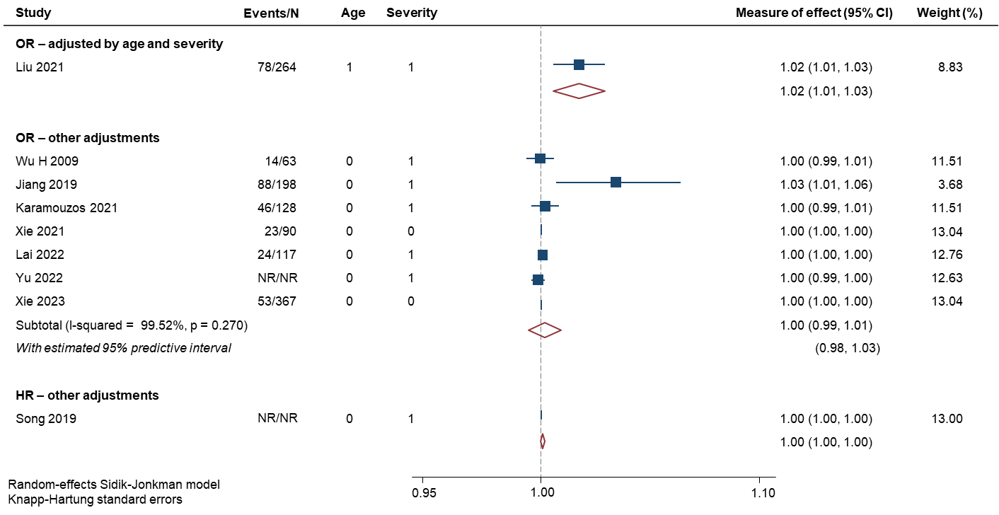 Study Events/N Age Severity Measure of effect (95% CI) Weight (%)
OR – adjusted by age and severity
Liu 2021 78/264 1 1 1.02 (1.01, 1.03) 8.83
1.02 (1.01, 1.03)
OR – other adjustments
Wu H 2009 14/63 0 1 1.00 (0.99, 1.01) 11.51
Jiang 2019 88/198 0 1 1.03 (1.01, 1.06) 3.68
Karamouzos 2021 46/128 0 1 1.00 (0.99, 1.01) 11.51
Xie 2021 23/90 0 0 1.00 (1.00, 1.00) 13.04
Lai 2022 24/117 0 1 1.00 (1.00, 1.00) 12.76
Yu 2022 NR/NR 0 1 1.00 (0.99, 1.00) 12.63
Xie 2023 53/367 0 0 1.00 (1.00, 1.00) 13.04
Subtotal (I-squared = 99.52%, p = 0.270) 1.00 (0.99, 1.01)
With estimated 95% predictive interval (0.98, 1.03)
HR – other adjustments
Song 2019 NR/NR 0 1 1.00 (1.00, 1.00) 13.00
1.00 (1.00, 1.00)
0.95 1.00 1.10
Random-effects Sidik-Jonkman model
Knapp-Hartung standard errors